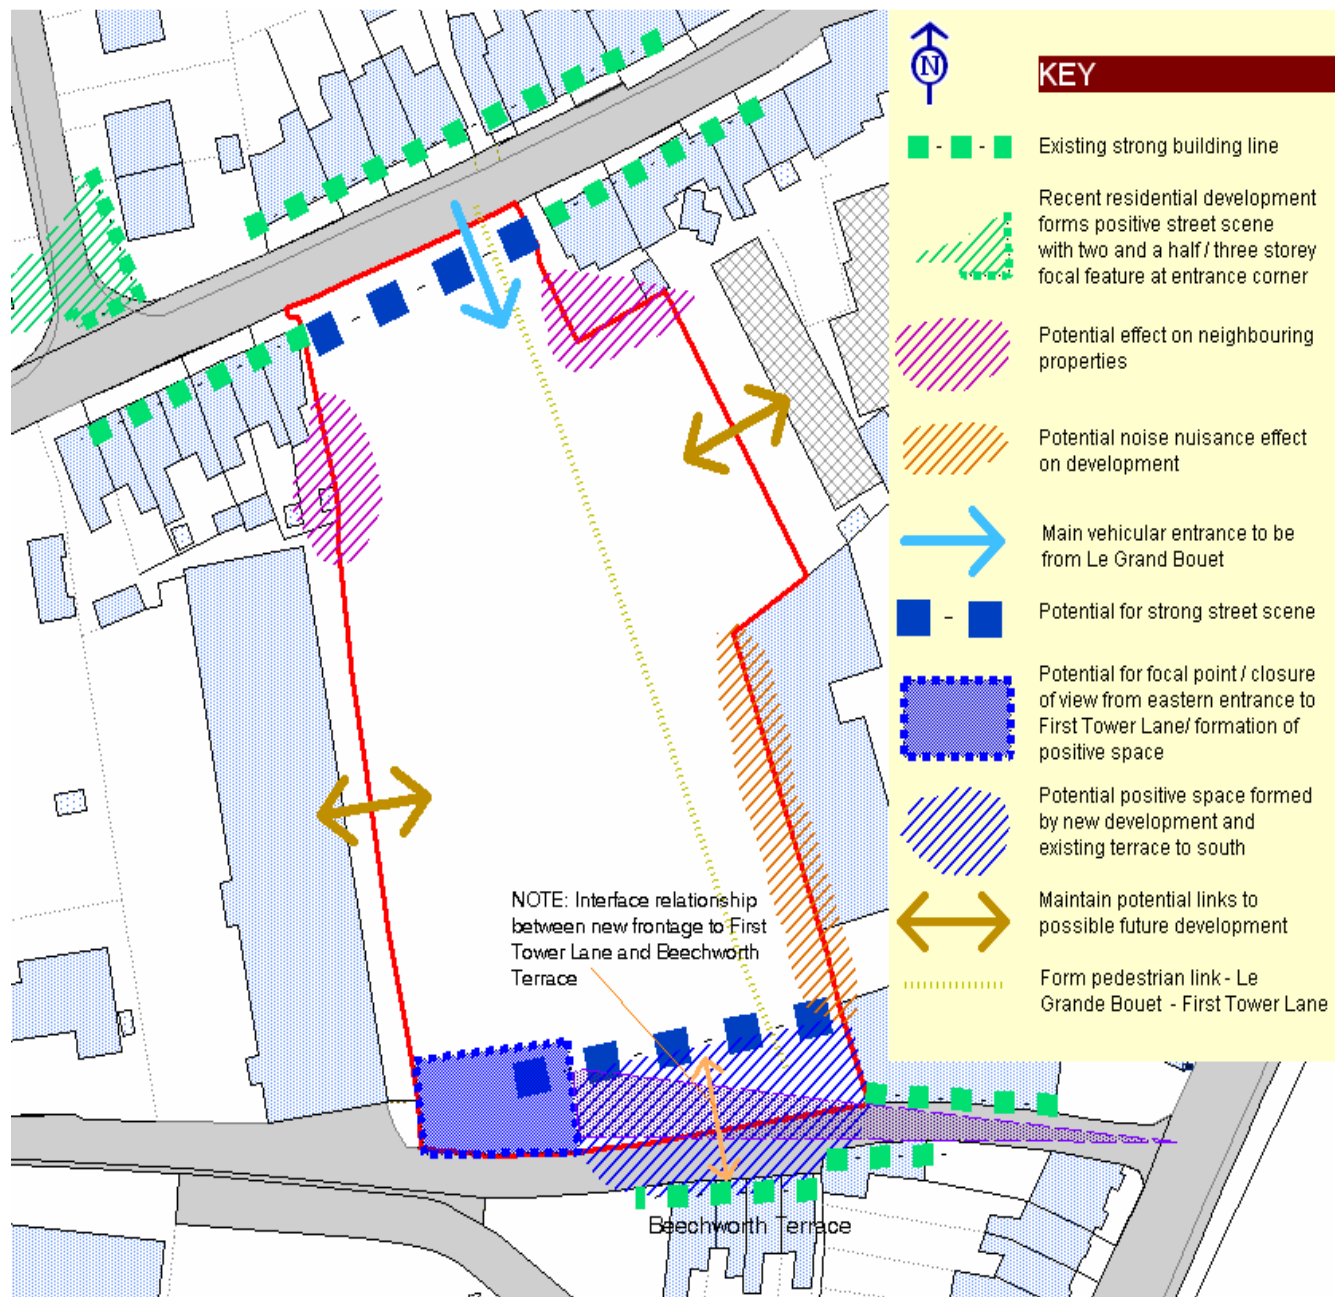 N
KEY
Existing strong building line
Recent residential development
forms positive street scene
with two and a half / three storey
focal feature at entrance corner
Potential effect on neighbouring
properties
Potential noise nuisance effect
on development
Main vehicular entrance to be
from Le Grand Bouet
Potential for strong street scene
Potential for focal point / closure
of view from eastern entrance to
First Tower Lane/ formation of
positive space
Potential positive space formed
by new development and
existing terrace to south
Maintain potential links to
possible future development
Form pedestrian link - Le
Grande Bouet - First Tower Lane
NOTE: Interface relationship
between new frontage to First
Tower Lane and Beechworth
Terrace
Beechworth Terrace